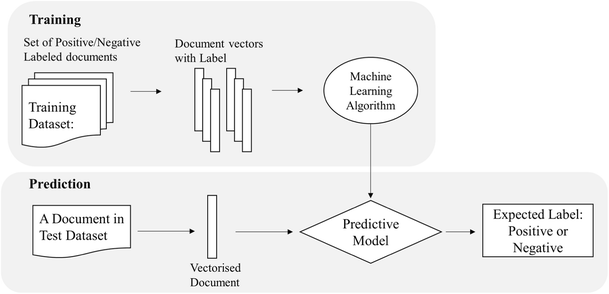 Training
Set of Positive/Negative
Labeled documents
Document vectors
with Label
Training
Dataset:
Machine
Learning
Algorithm
Prediction
A Document in
Test Dataset
Vectorised
Document
Predictive
Model
Expected Label:
Positive or
Negative